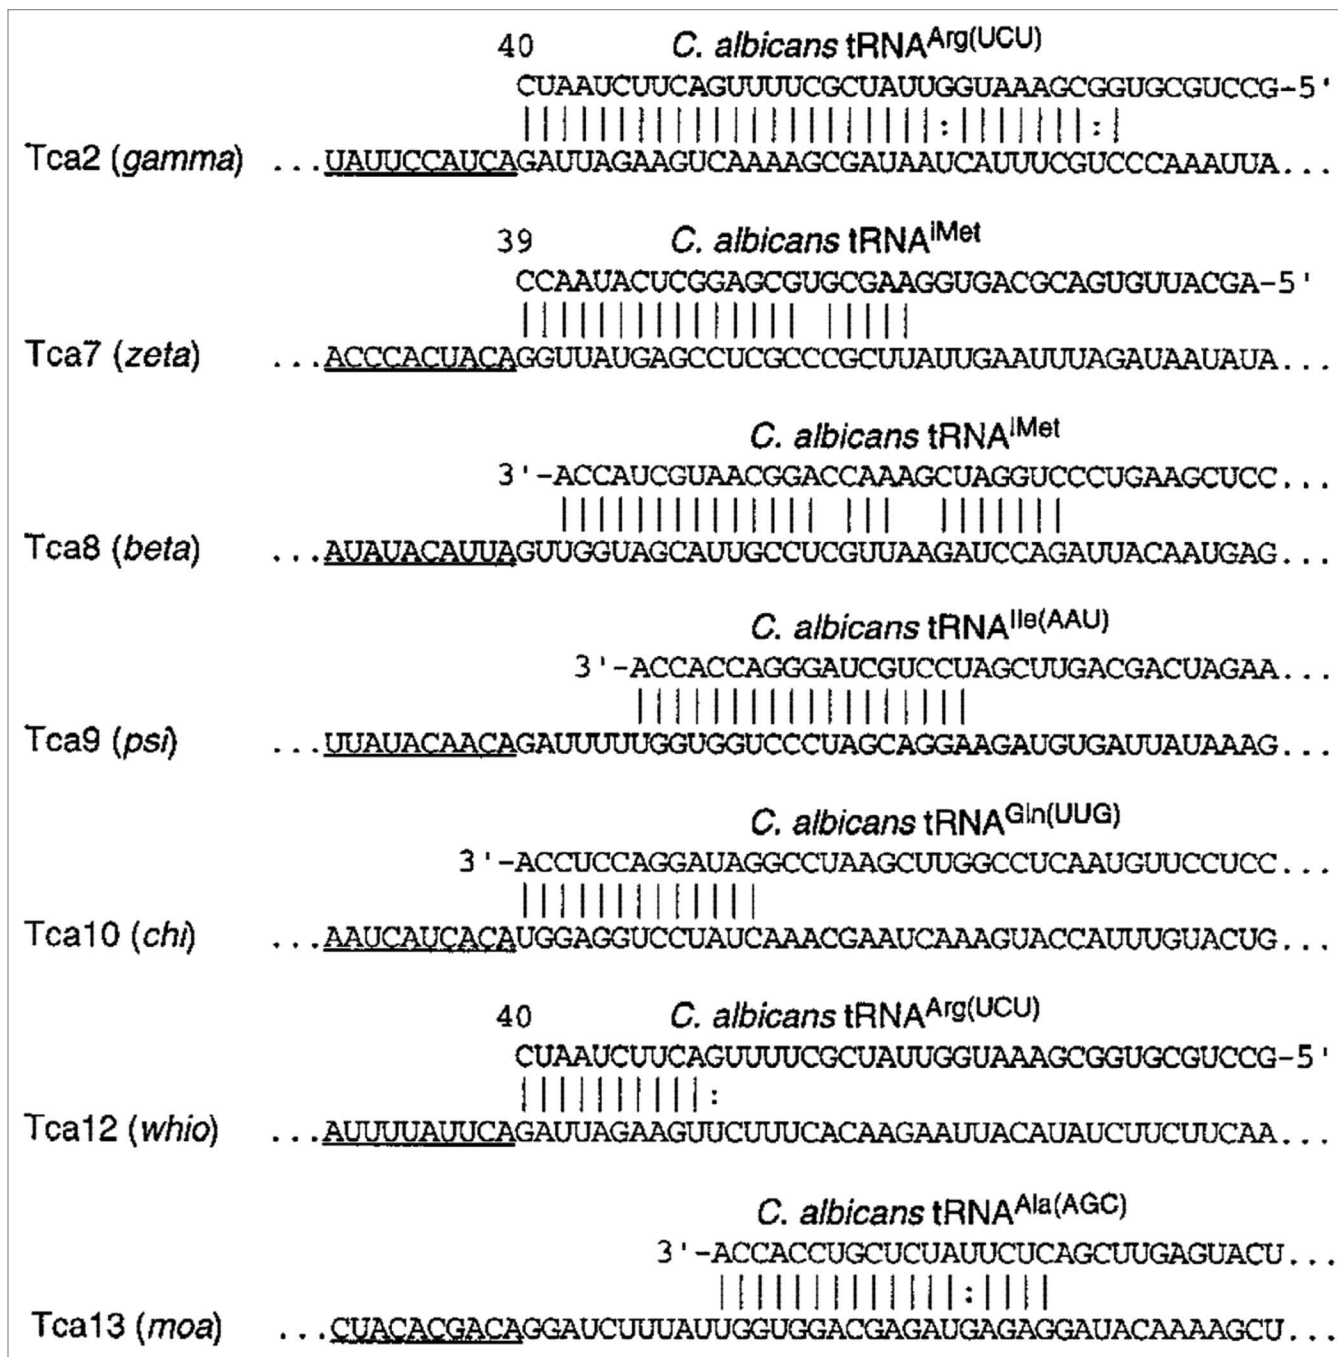 40 C. albicans tRNAArg(UCU)
CUAAUCUUCAGUUUUCGCUAUUGGUAAAGCGGUGCGUCCG-5'
Tca2 (gamma) ...UAUUCCAUCAGAUUAGAAGUCAAAAGCGAUAAUCAUUUCGUCCCAAAUUA...
39 C. albicans tRNAiMet
CCAAUACUCGGAGCGUGCGAAGGUGACGCAGUGUUACGA-5'
Tca7 (zeta) ...ACCCACUACAGGUUAUGAGCCUCGCCCGCUUAUUGAAUUUAGAUAAUAUA...
C. albicans tRNAiMet
3'-ACCAUCGUAACGGACCAAAGCUAGGUCCCUGAAGCUCC...
Tca8 (beta) ...AUAUACAUUAGUUGGUAGCAUUGCCUCGUUAAGAUCCAGAUUACAAUGAG...
C. albicans tRNAIle(AAU)
3'-ACCACCAGGGAUCGUCCUAGCUUGACGACUAGAA...
Tca9 (psi) ...UUAUACAACAGAUUUUUGGUGGUCCCUAGCAGGAAGAUGUGAUUAUAAAG...
C. albicans tRNAGln(UUG)
3'-ACCUCCAGGAUAGGCCUAAGCUUGGCCUCAAUGUUCCUCC...
Tca10 (chi) ...AAUCAUCACAUGGAGGUCCUAUCAAACGAAUCAAAGUACCAUUUGUACUG...
40 C. albicans tRNAArg(UCU)
CUAAUCUUCAGUUUUCGCUAUUGGUAAAGCGGUGCGUCCG-5'
Tca12 (whio) ...AUUUUAUUCAGAUUAGAAGUUCUUUCACAAGAAUUACAUAUCUUCUUCAA...
C. albicans tRNAAla(AGC)
3'-ACCACCUGCUCUAUUCUCAGCUUGAGUACU...
Tca13 (moa) ...CUACACGACAGGAUCUUUAUUGGUGGACGAGAUGAGAGGAUACAAAAGCU...